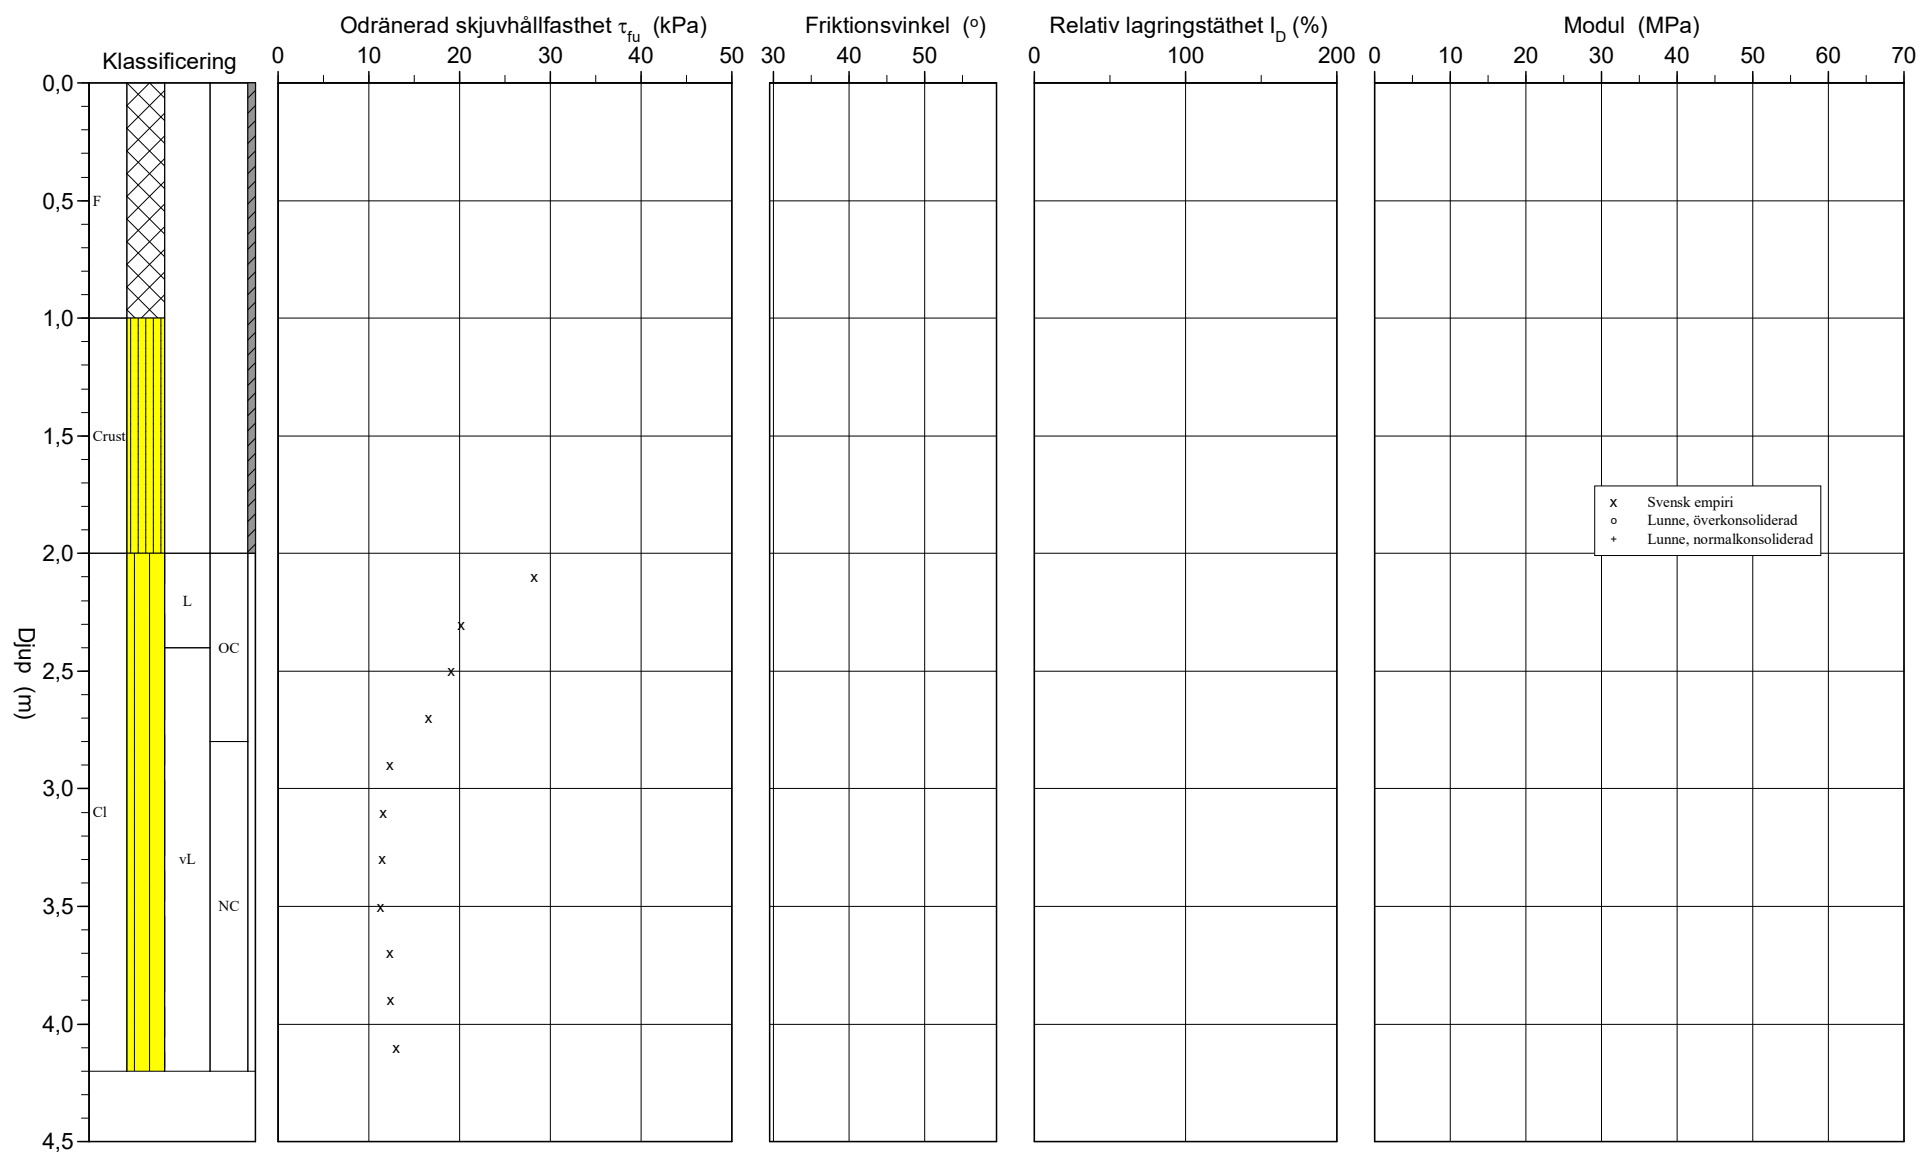 Klassificering
Odränerad skjuvhållfasthet τfu (kPa)
Friktionsvinkel (o)
Relativ lagringstäthet ID (%)
Modul (MPa)
0 10 20 30 40 50
30 40 50
0 100 200
0 10 20 30 40 50 60 70
Djup (m)
0,0
0,5
1,0
1,5
2,0
2,5
3,0
3,5
4,0
4,5
F
Crust
Cl
L
vL
OC
NC
x Svensk empiri
o Lunne, överkonsoliderad
+ Lunne, normalkonsoliderad